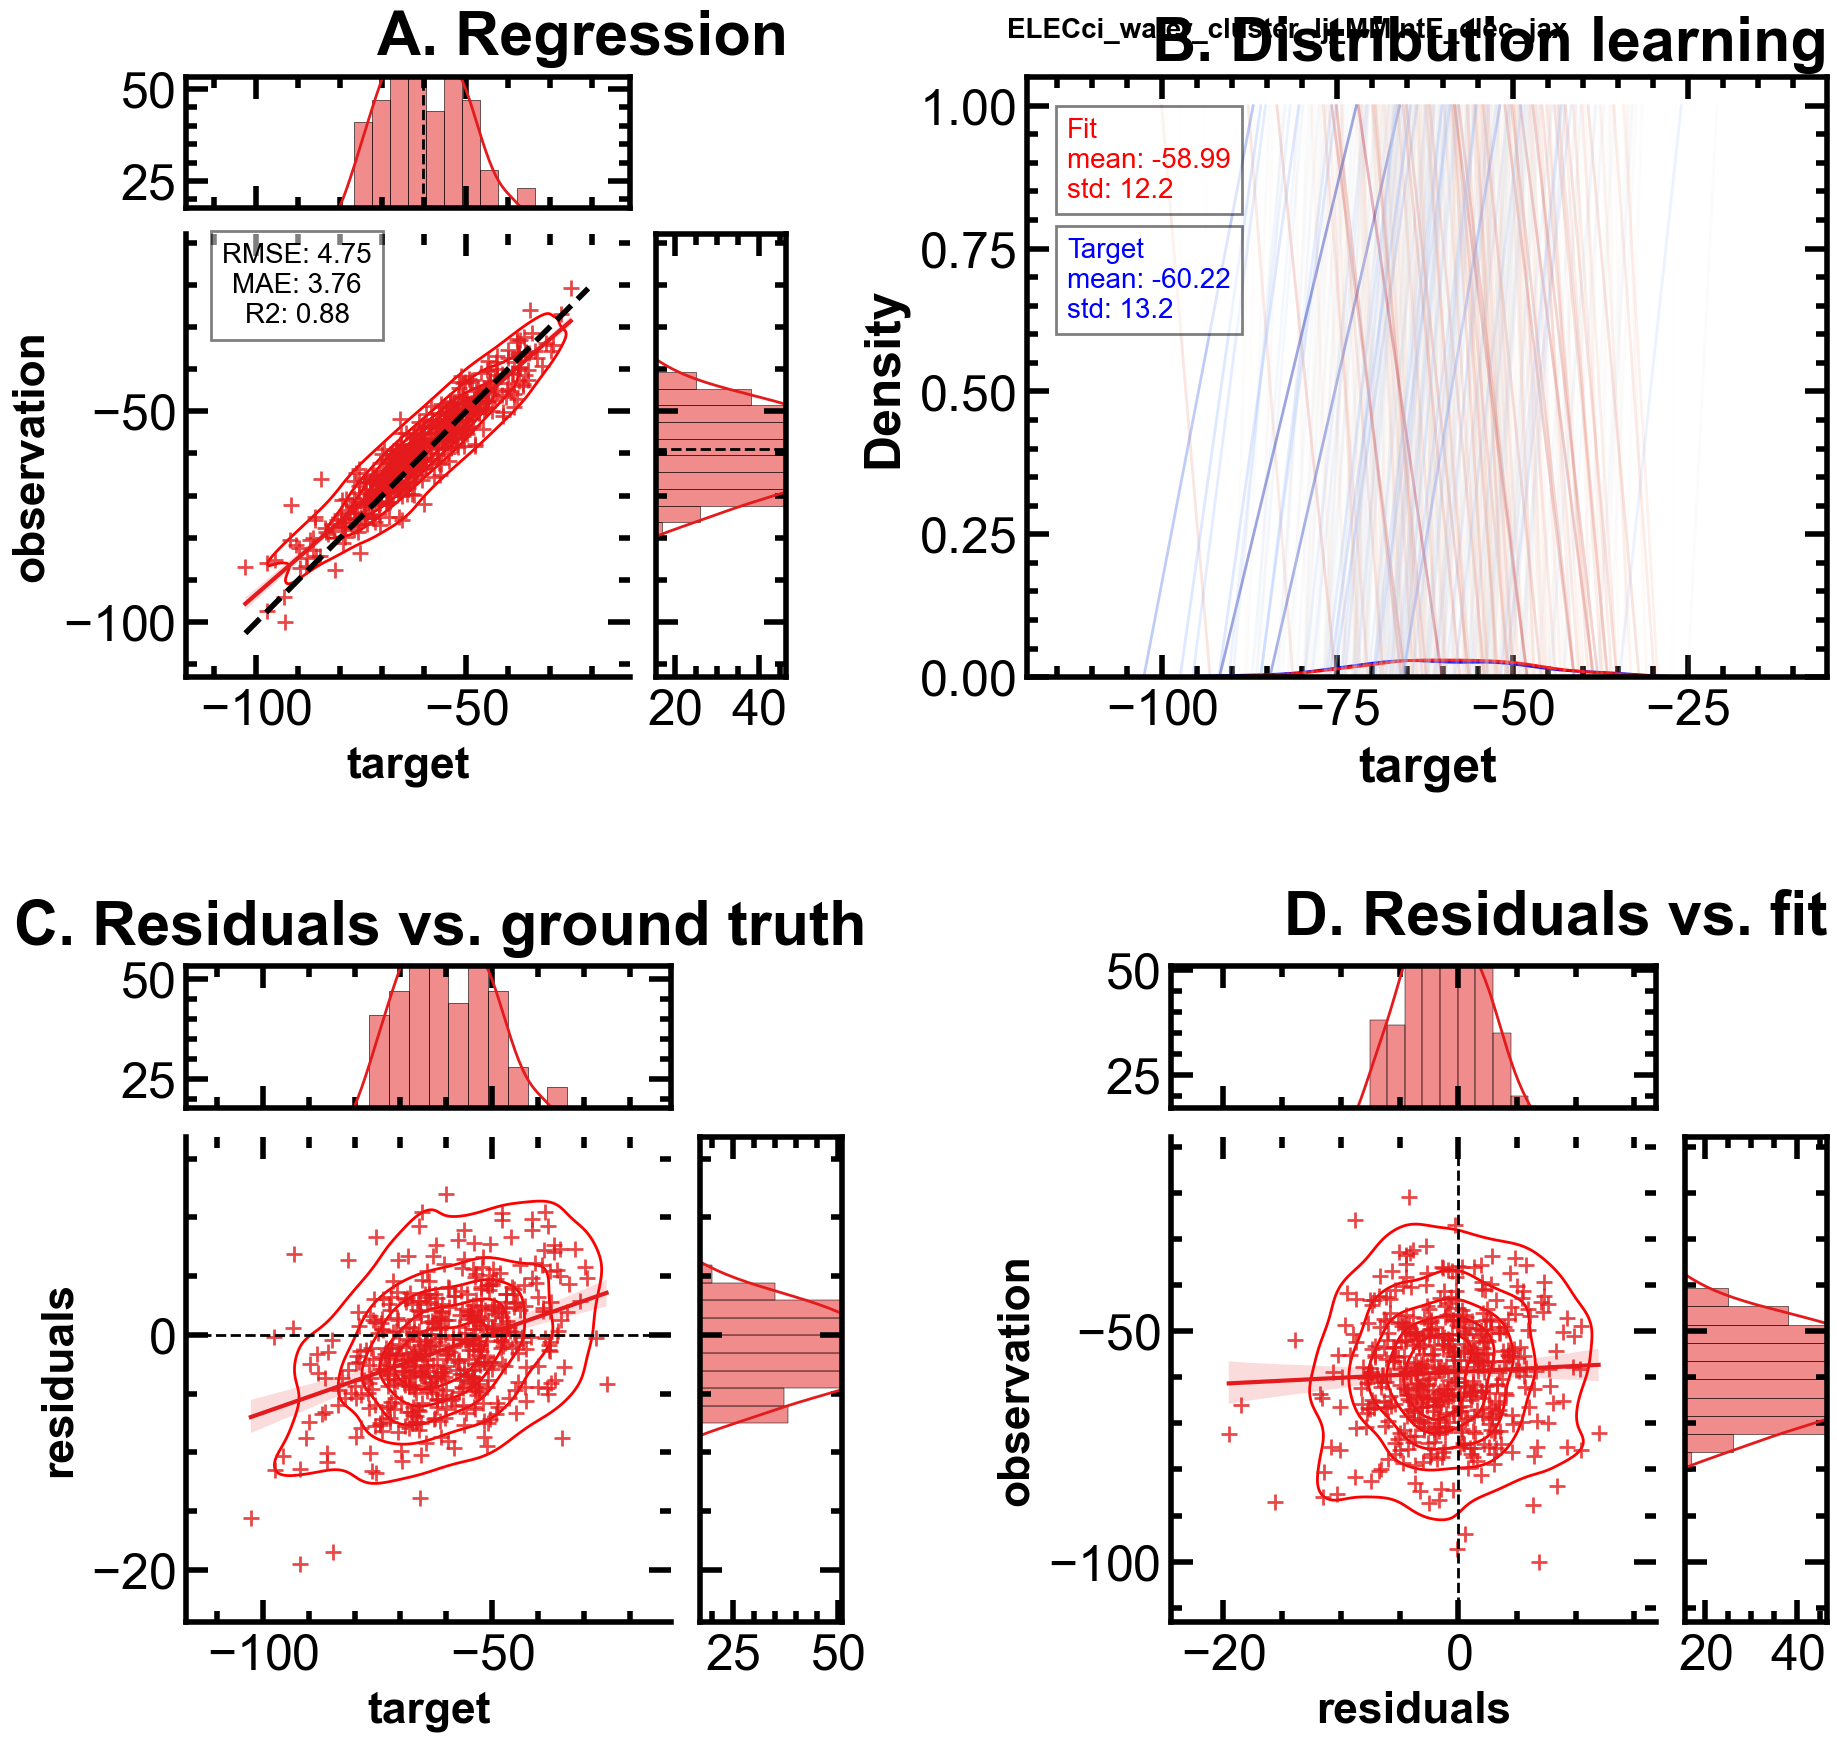 A. Regression
50
25
RMSE: 4.75
MAE: 3.76
R2: 0.88
−50
−100
observation
−100 −50
20 40
target
B. Distribution learning
1.00
0.75
0.50
0.25
0.00
Density
Fit
mean: -58.99
std: 12.2
Target
mean: -60.22
std: 13.2
−100 −75 −50 −25
target
C. Residuals vs. ground truth
50
25
0
−20
residuals
−100 −50
25 50
target
D. Residuals vs. fit
50
25
−50
−100
observation
−20 0
20 40
residuals